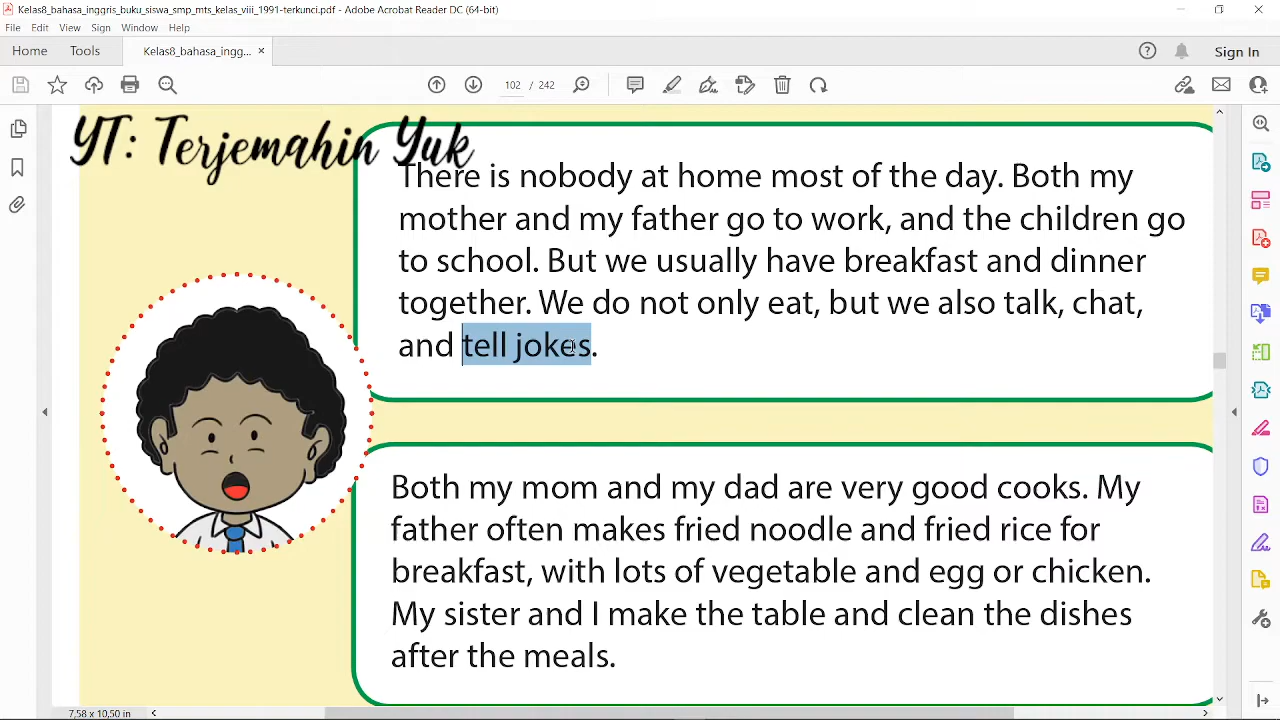 Kelas8_bahasa_inggris_buku_siswa_smp_mts_kelas_viii_1991-terkunci.pdf - Adobe Acrobat Reader DC (64-bit)
File Edit View Sign Window Help
Home Tools Kelas8_bahasa_ingg... × Sign In
102 / 242
YT: Terjemahin Yuk
There is nobody at home most of the day. Both my
mother and my father go to work, and the children go
to school. But we usually have breakfast and dinner
together. We do not only eat, but we also talk, chat,
and tell jokes.
Both my mom and my dad are very good cooks. My
father often makes fried noodle and fried rice for
breakfast, with lots of vegetable and egg or chicken.
My sister and I make the table and clean the dishes
after the meals.
7,58 x 10,50 in